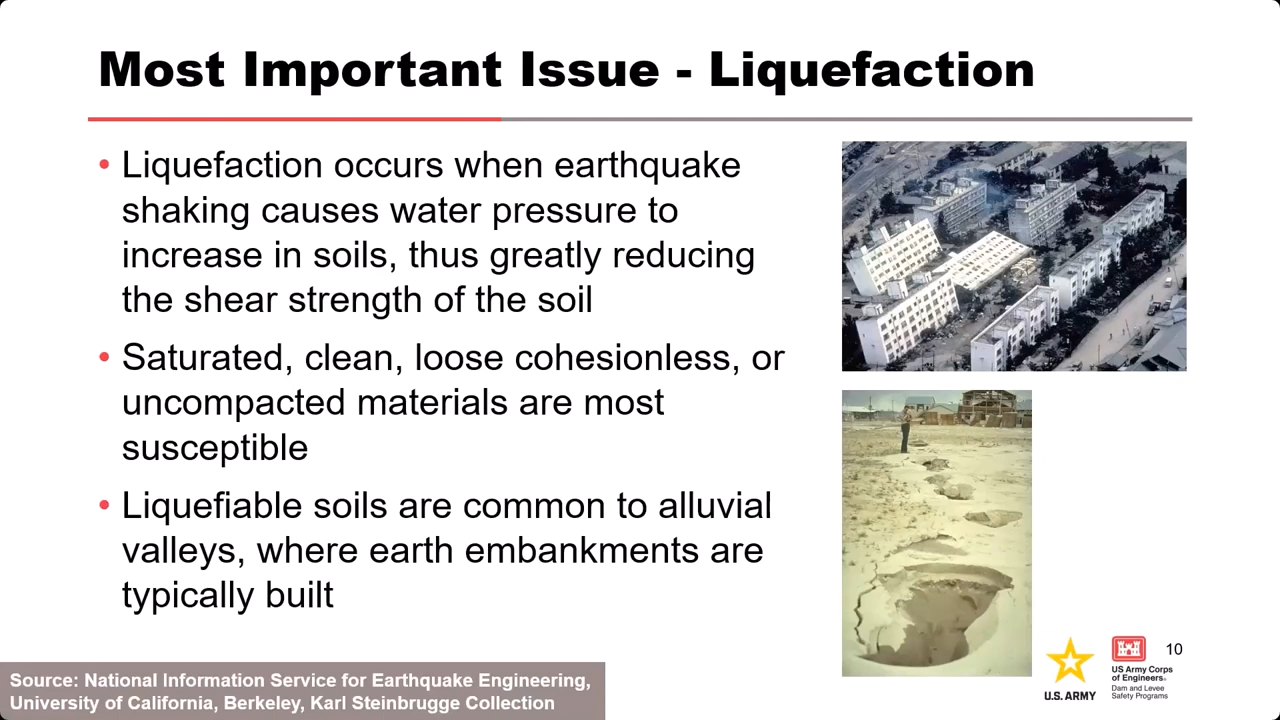 Most Important Issue - Liquefaction
• Liquefaction occurs when earthquake
shaking causes water pressure to
increase in soils, thus greatly reducing
the shear strength of the soil
• Saturated, clean, loose cohesionless, or
uncompacted materials are most
susceptible
• Liquefiable soils are common to alluvial
valleys, where earth embankments are
typically built
10
U.S. ARMY
US Army Corps
of Engineers®
Dam and Levee
Safety Programs
Source: National Information Service for Earthquake Engineering,
University of California, Berkeley, Karl Steinbrugge Collection